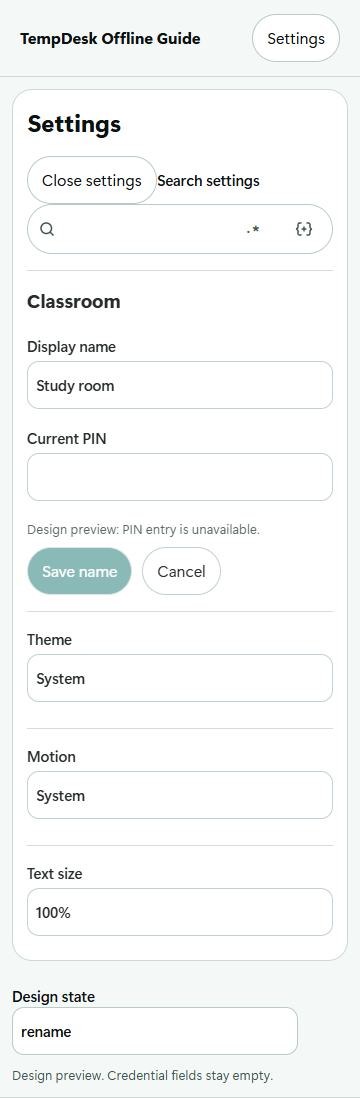 TempDesk Offline Guide
Settings
Settings
Close settings
Search settings
.*
Classroom
Display name
Study room
Current PIN
Design preview: PIN entry is unavailable.
Save name
Cancel
Theme
System
Motion
System
Text size
100%
Design state
rename
Design preview. Credential fields stay empty.